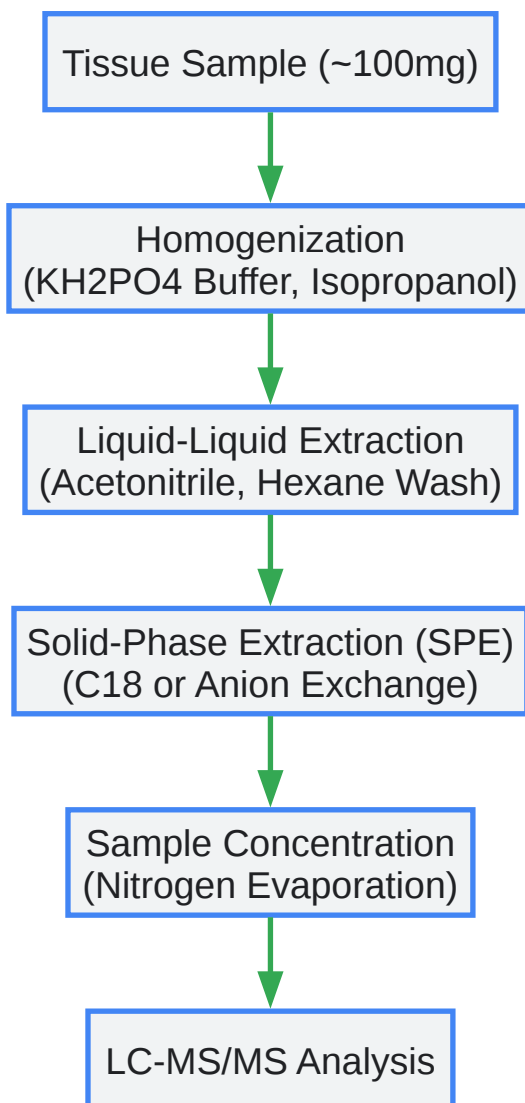 Tissue Sample (~100mg)
Homogenization
(KH2PO4 Buffer, Isopropanol)
Liquid-Liquid Extraction
(Acetonitrile, Hexane Wash)
Solid-Phase Extraction (SPE)
(C18 or Anion Exchange)
Sample Concentration
(Nitrogen Evaporation)
LC-MS/MS Analysis